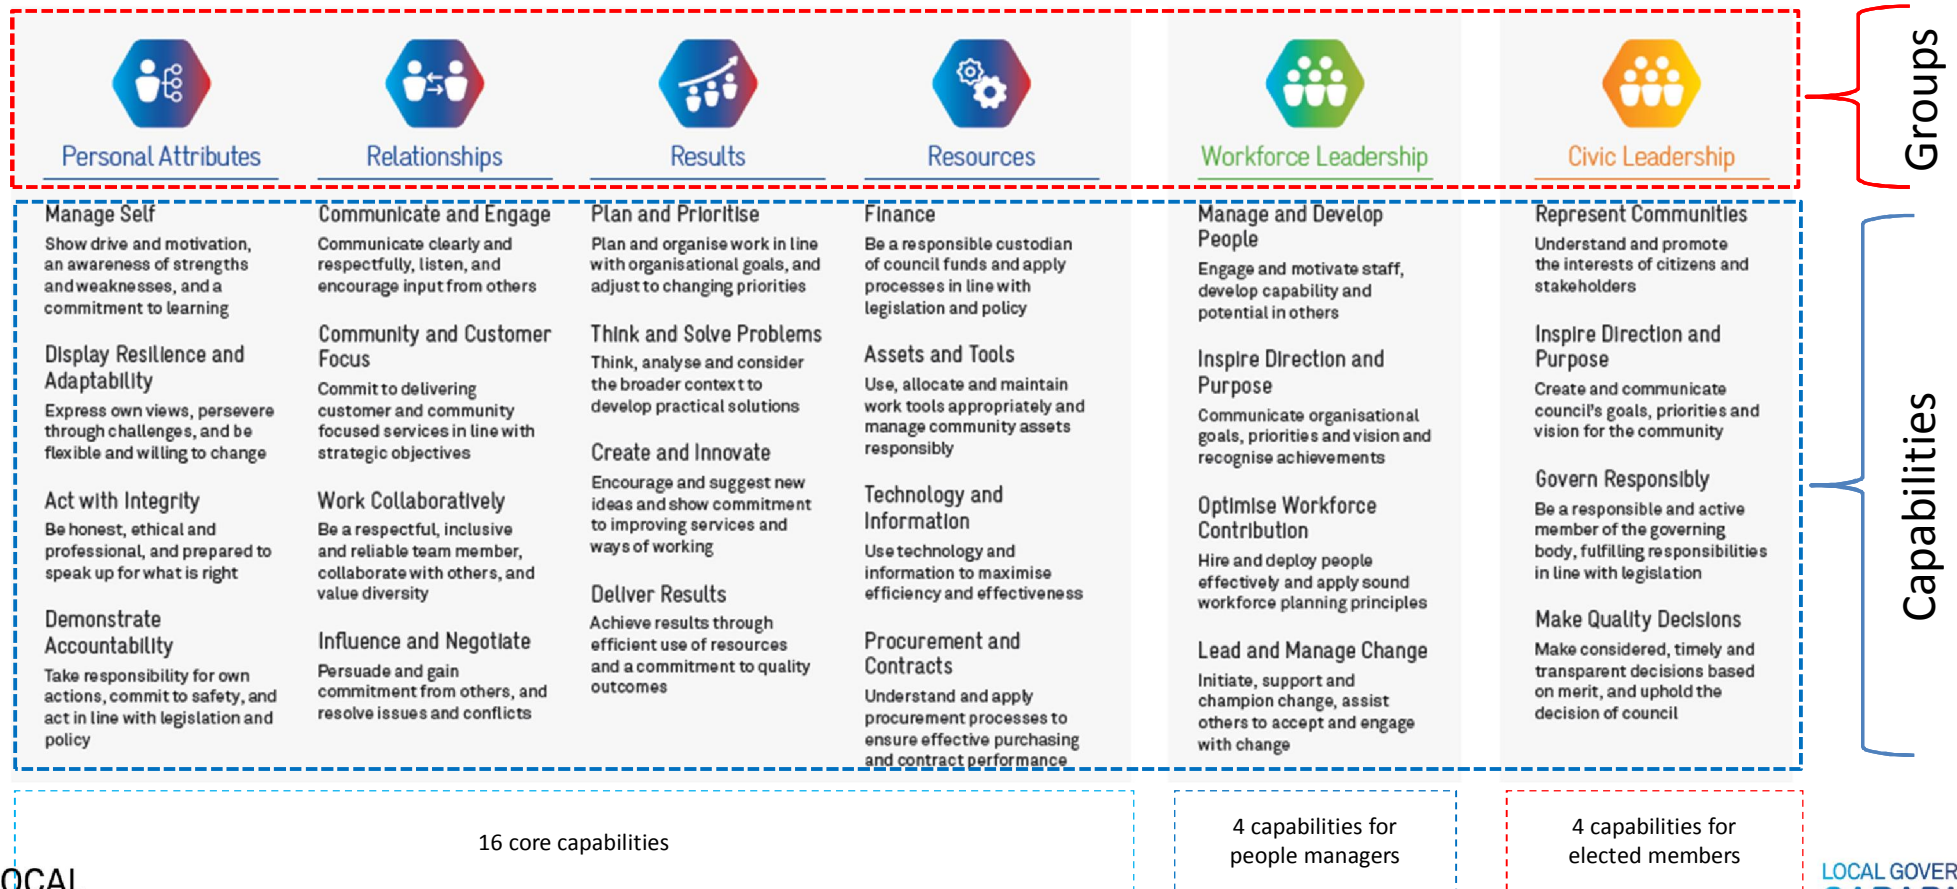 Personal Attributes
Relationships
Results
Resources
Workforce Leadership
Civic Leadership
Groups
Manage Self
Show drive and motivation,
an awareness of strengths
and weaknesses, and a
commitment to learning
Display Resilience and
Adaptability
Express own views, persevere
through challenges, and be
flexible and willing to change
Act with Integrity
Be honest, ethical and
professional, and prepared to
speak up for what is right
Demonstrate
Accountability
Take responsibility for own
actions, commit to safety, and
act in line with legislation and
policy
Communicate and Engage
Communicate clearly and
respectfully, listen, and
encourage input from others
Community and Customer
Focus
Commit to delivering
customer and community
focused services in line with
strategic objectives
Work Collaboratively
Be a respectful, inclusive
and reliable team member,
collaborate with others, and
value diversity
Influence and Negotiate
Persuade and gain
commitment from others, and
resolve issues and conflicts
Plan and Prioritise
Plan and organise work in line
with organisational goals, and
adjust to changing priorities
Think and Solve Problems
Think, analyse and consider
the broader context to
develop practical solutions
Create and Innovate
Encourage and suggest new
ideas and show commitment
to improving services and
ways of working
Deliver Results
Achieve results through
efficient use of resources
and a commitment to quality
outcomes
Finance
Be a responsible custodian
of council funds and apply
processes in line with
legislation and policy
Assets and Tools
Use, allocate and maintain
work tools appropriately and
manage community assets
responsibly
Technology and
Information
Use technology and
information to maximise
efficiency and effectiveness
Procurement and
Contracts
Understand and apply
procurement processes to
ensure effective purchasing
and contract performance
Manage and Develop
People
Engage and motivate staff,
develop capability and
potential in others
Inspire Direction and
Purpose
Communicate organisational
goals, priorities and vision and
recognise achievements
Optimise Workforce
Contribution
Hire and deploy people
effectively and apply sound
workforce planning principles
Lead and Manage Change
Initiate, support and
champion change, assist
others to accept and engage
with change
Represent Communities
Understand and promote
the interests of citizens and
stakeholders
Inspire Direction and
Purpose
Create and communicate
council's goals, priorities and
vision for the community
Govern Responsibly
Be a responsible and active
member of the governing
body, fulfilling responsibilities
in line with legislation
Make Quality Decisions
Make considered, timely and
transparent decisions based
on merit, and uphold the
decision of council
Capabilities
16 core capabilities
4 capabilities for
people managers
4 capabilities for
elected members
OCAL
LOCAL GOVER